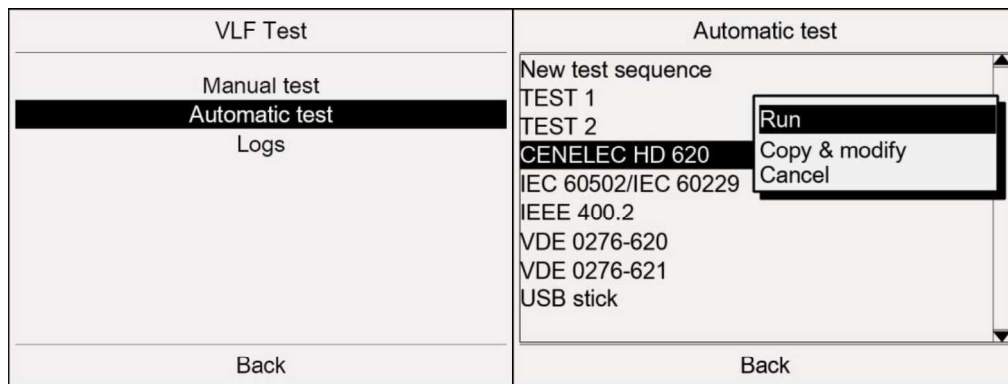 VLF Test
Manual test
Automatic test
Logs
Back
Automatic test
New test sequence
TEST 1
TEST 2
CENELEC HD 620
IEC 60502/IEC 60229
IEEE 400.2
VDE 0276-620
VDE 0276-621
USB stick
Run
Copy & modify
Cancel
Back